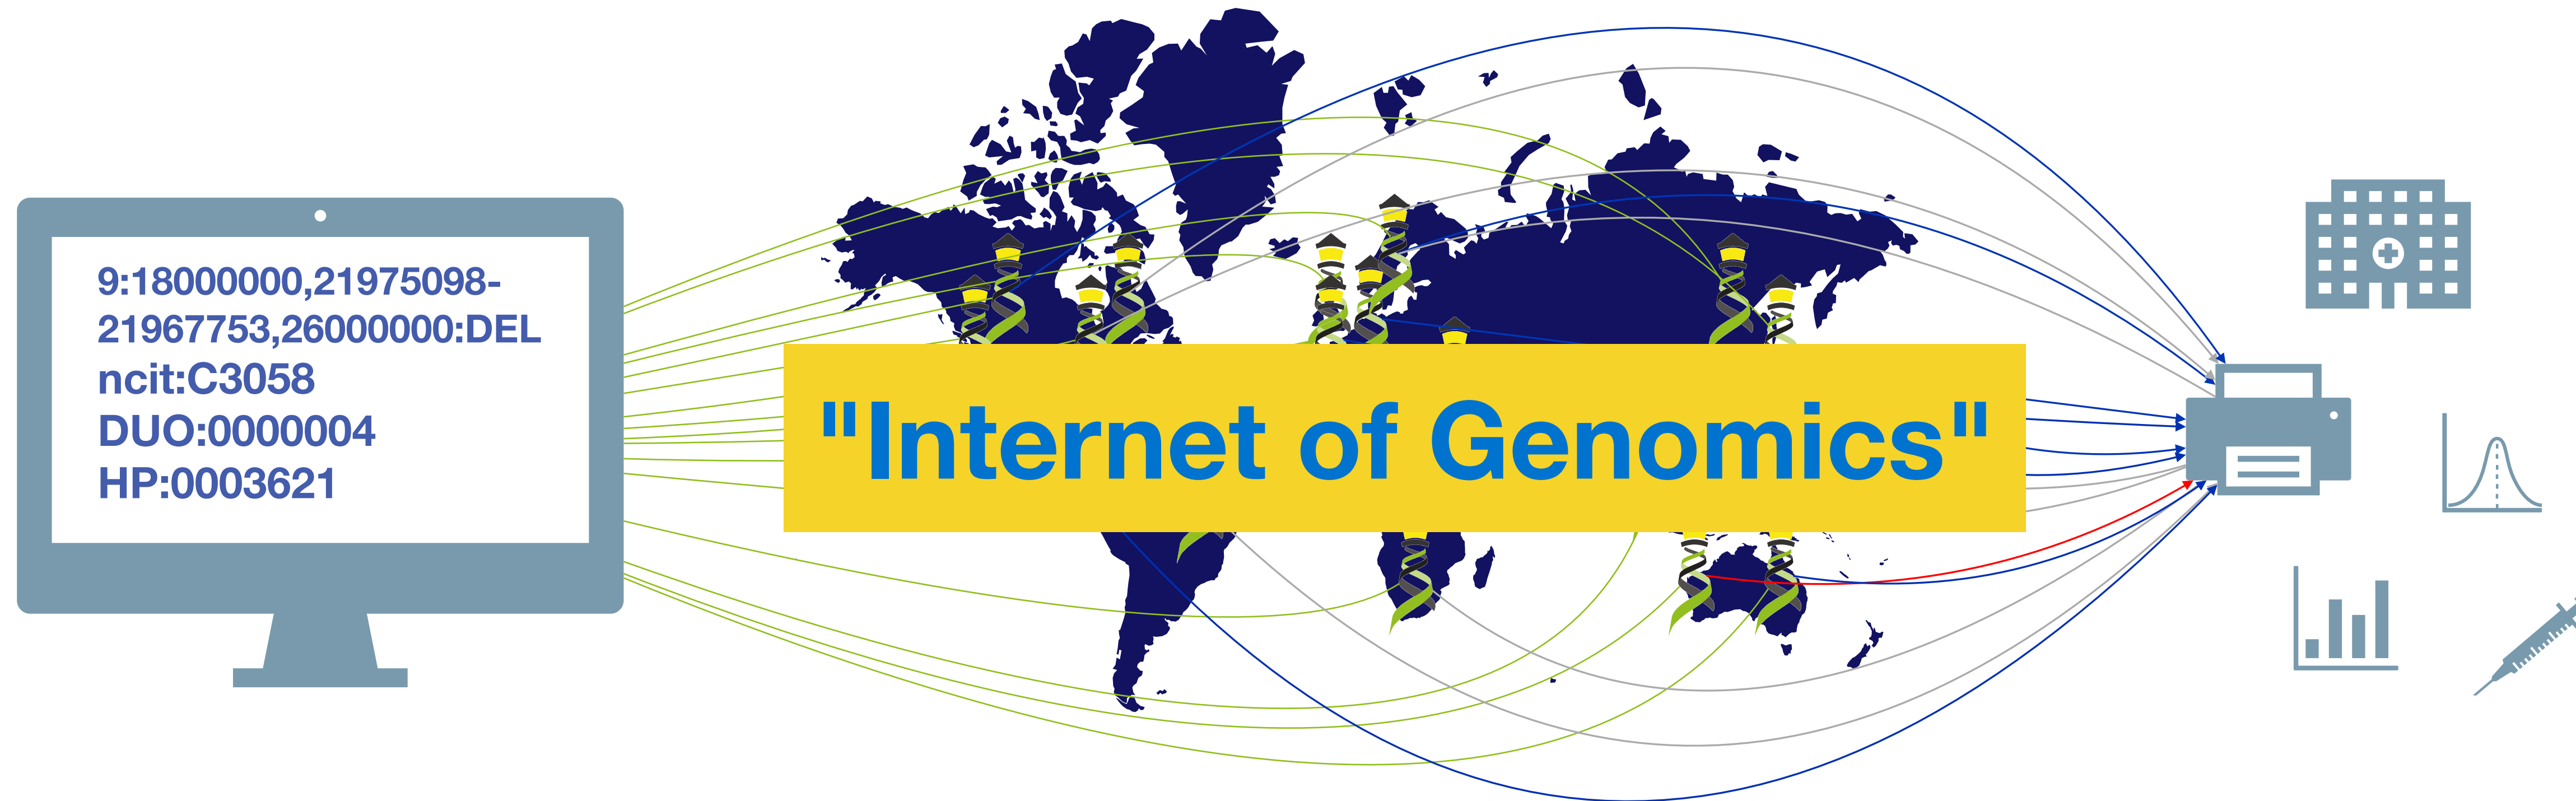 9:18000000,21975098-
21967753,26000000:DEL
ncit:C3058
DUO:0000004
HP:0003621
"Internet of Genomics"